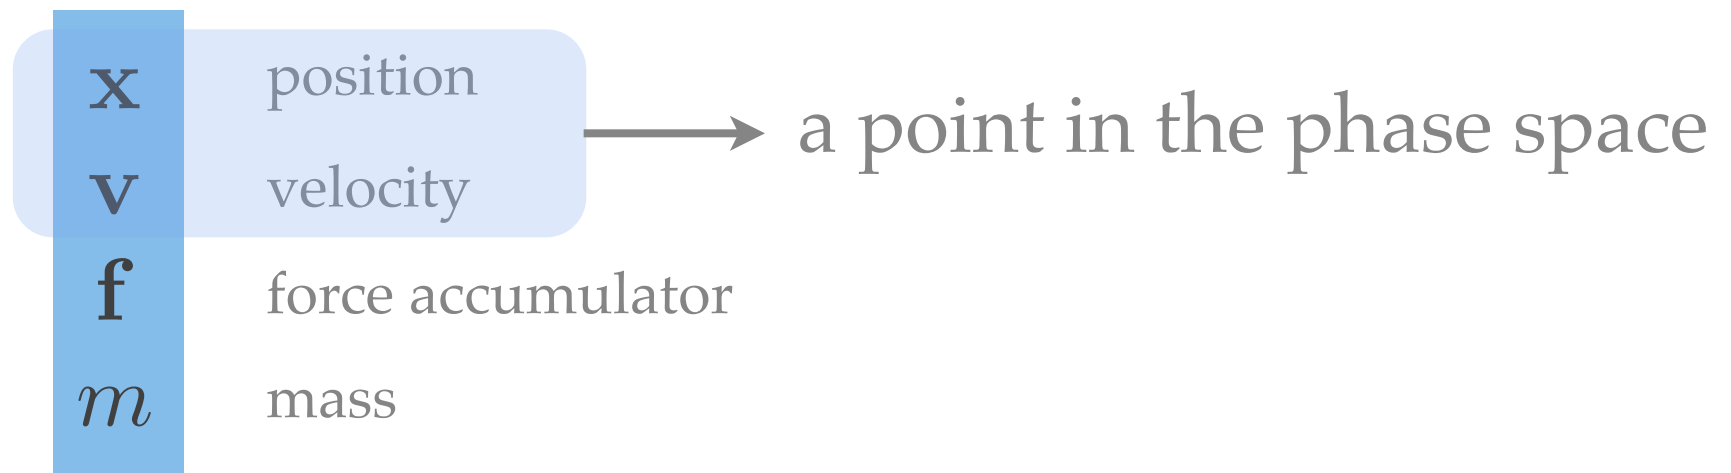 x position
v velocity
a point in the phase space
f force accumulator
m mass